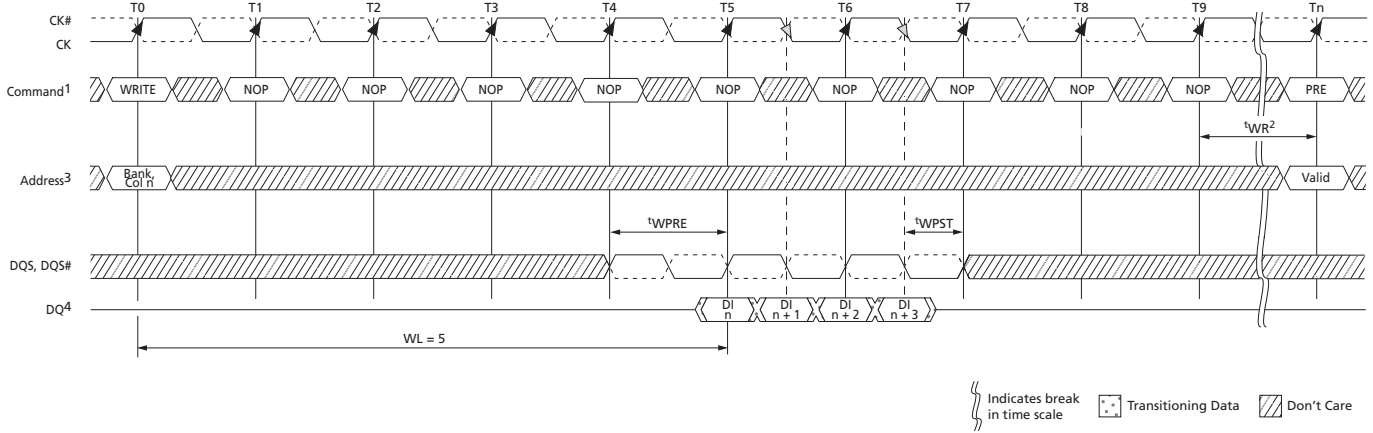 T0 T1 T2 T3 T4 T5 T6 T7 T8 T9 Tn
CK#
CK
Command1 WRITE NOP NOP NOP NOP NOP NOP NOP NOP NOP PRE
tWR2
Address3 Bank, Col n Valid
tWPRE tWPST
DQS, DQS#
DQ4 DI n DI n + 1 DI n + 2 DI n + 3
WL = 5
Indicates break in time scale Transitioning Data Don't Care